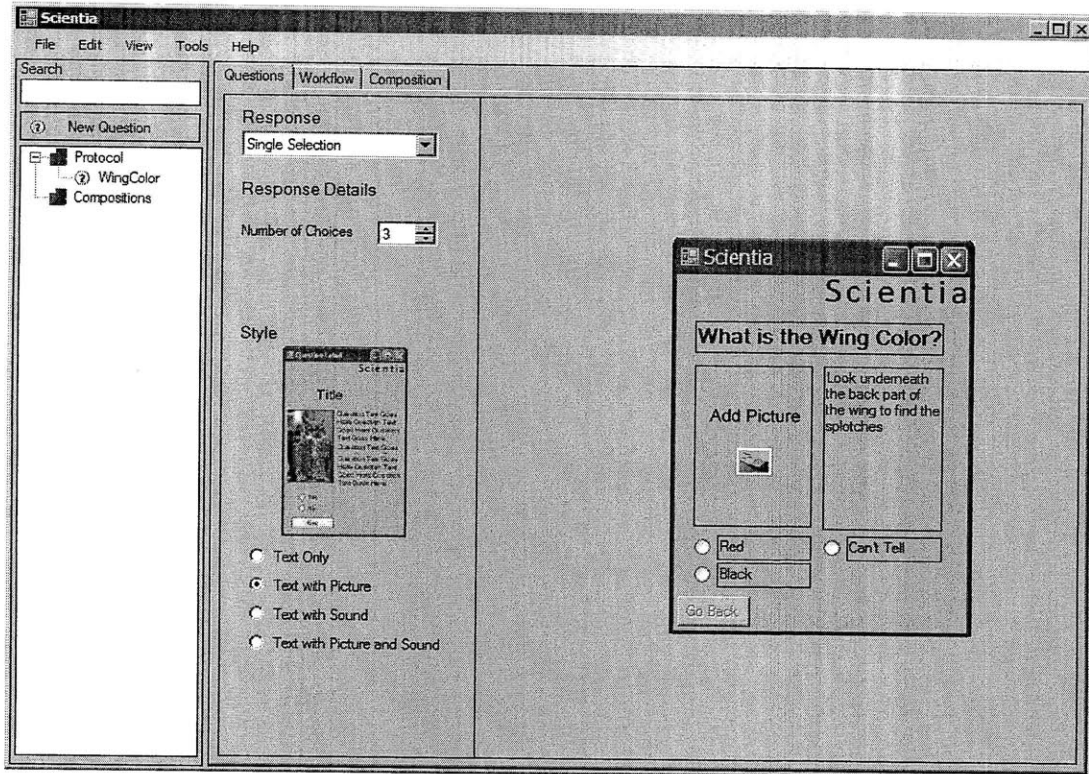 Scientia
File Edit View Tools Help
Search
New Question
Protocol
WingColor
Compositions
Questions Workflow Composition
Response
Single Selection
Response Details
Number of Choices 3
Style
Scientia
Title
Text Only
Text with Picture
Text with Sound
Text with Picture and Sound
Scientia
Scientia
What is the Wing Color?
Add Picture
Look underneath
the back part of
the wing to find the
splotches
Red
Can't Tell
Black
Go Back